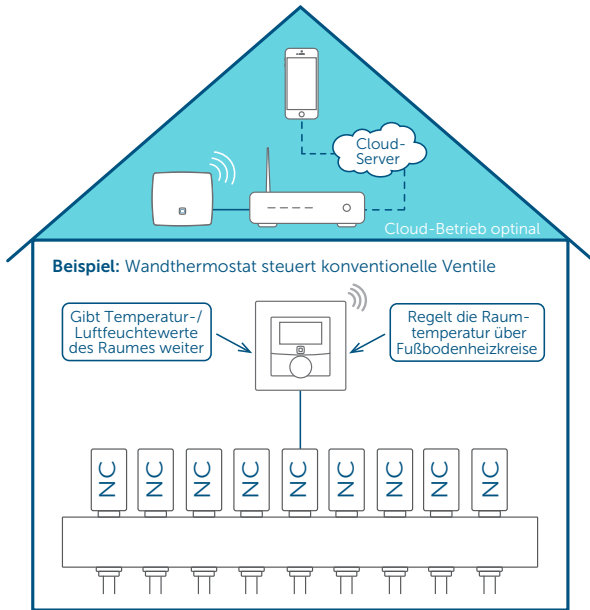 Cloud-
Server
Cloud-Betrieb optinal
Beispiel: Wandthermostat steuert konventionelle Ventile
Gibt Temperatur-/
Luftfeuchtewerte
des Raumes weiter
Regelt die Raum-
temperatur über
Fußbodenheizkreise
NC NC NC NC NC NC NC NC NC